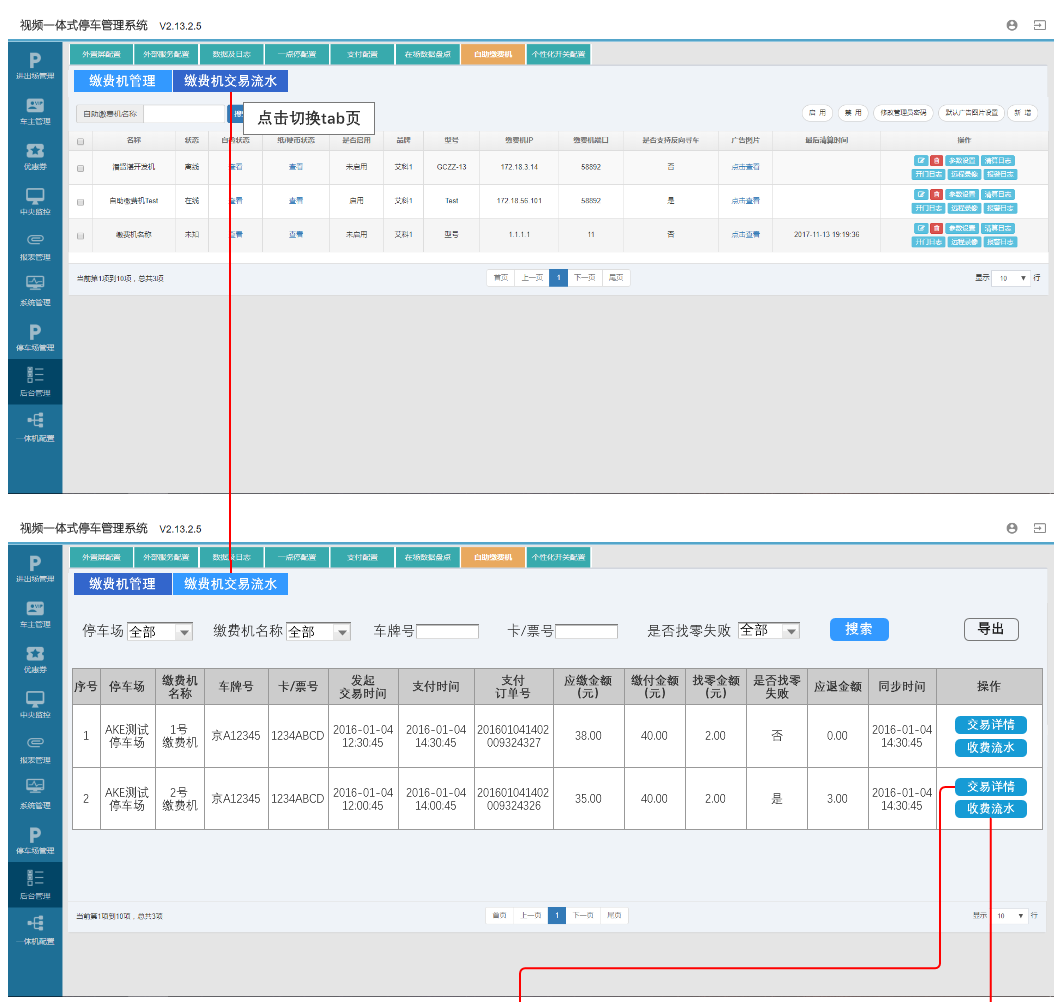 视频一体式停车管理系统 V2.13.2.5
外置屏配置 外部服务配置 数据及日志 一点停配置 支付配置 在场数据盘点 自助缴费机 个性化开关配置
缴费机管理 缴费机交易流水
自助缴费机名称
点击切换tab页
启 用 禁 用 修改管理员密码 默认广告图片设置 新 增
名称 状态 纸/硬币状态 是否启用 品牌 型号 缴费机IP 缴费机端口 是否支持反向寻车 广告图片 最后清算时间 操作
离线 查看 查看 未启用 艾科1 GCZZ-13 172.18.3.14 58892 否 点击查看
参数设置 清算日志
开门日志 远程录像 报警日志
自助缴费机Test 在线 查看 查看 启用 艾科1 Test 172.18.56.101 58892 是 点击查看
参数设置 清算日志
开门日志 远程录像 报警日志
缴费机名称 未知 查看 查看 未启用 艾科1 型号 1.1.1.1 11 否 点击查看 2017-11-13 19:19:36
参数设置 清算日志
开门日志 远程录像 报警日志
当前第1项到10项，总共3项 首页 上一页 1 下一页 尾页 显示 10 行
P
进出场管理
车主管理
优惠券
中央监控
报表管理
系统管理
P
停车场管理
后台管理
一体机配置
视频一体式停车管理系统 V2.13.2.5
外置屏配置 外部服务配置 数据及日志 一点停配置 支付配置 在场数据盘点 自助缴费机 个性化开关配置
缴费机管理 缴费机交易流水
停车场 全部 缴费机名称 全部 车牌号 卡/票号 是否找零失败 全部 搜索 导出
序号 停车场 缴费机名称 车牌号 卡/票号 发起交易时间 支付时间 支付订单号 应缴金额(元) 缴付金额(元) 找零金额(元) 是否找零失败 应退金额 同步时间 操作
1 AKE测试停车场 1号缴费机 京A12345 1234ABCD 2016-01-04 12:30.45 2016-01-04 14:30.45 201601041402009324327 38.00 40.00 2.00 否 0.00 2016-01-04 14:30.45 交易详情 收费流水
2 AKE测试停车场 2号缴费机 京A12345 1234ABCD 2016-01-04 12:00.45 2016-01-04 14:00.45 201601041402009324326 35.00 40.00 2.00 是 3.00 2016-01-04 14:30.45 交易详情 收费流水
当前第1项到10项，总共3项 首页 上一页 1 下一页 尾页 显示 10 行
P
进出场管理
车主管理
优惠券
中央监控
报表管理
系统管理
P
停车场管理
后台管理
一体机配置